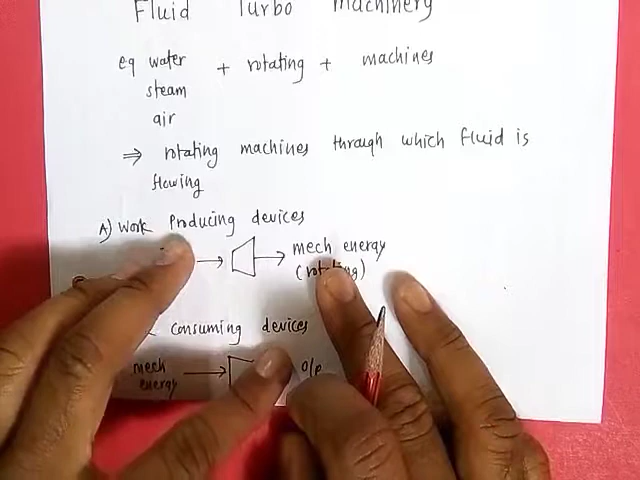 Fluid Turbo Machinery
eg water + rotating + machines
steam
air
⇒ rotating machines through which fluid is
flowing
A) Work Producing devices
→ mech energy
(rotating)
consuming devices
mech → o/p
energy